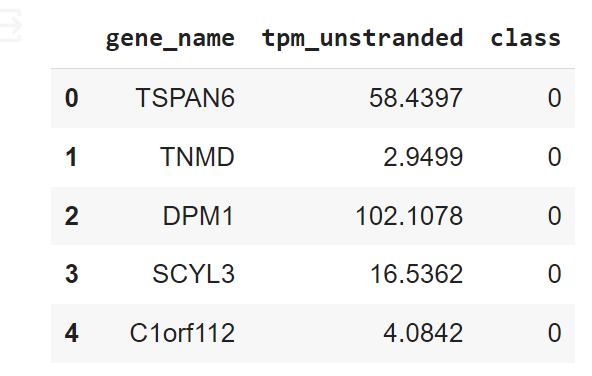 gene_name tpm_unstranded class
0 TSPAN6 58.4397 0
1 TNMD 2.9499 0
2 DPM1 102.1078 0
3 SCYL3 16.5362 0
4 C1orf112 4.0842 0